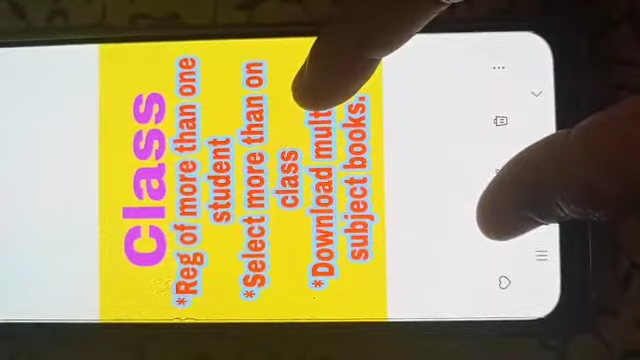 Class
*Reg of more than one
student
*Select more than on
class
*Download mult
subject books.